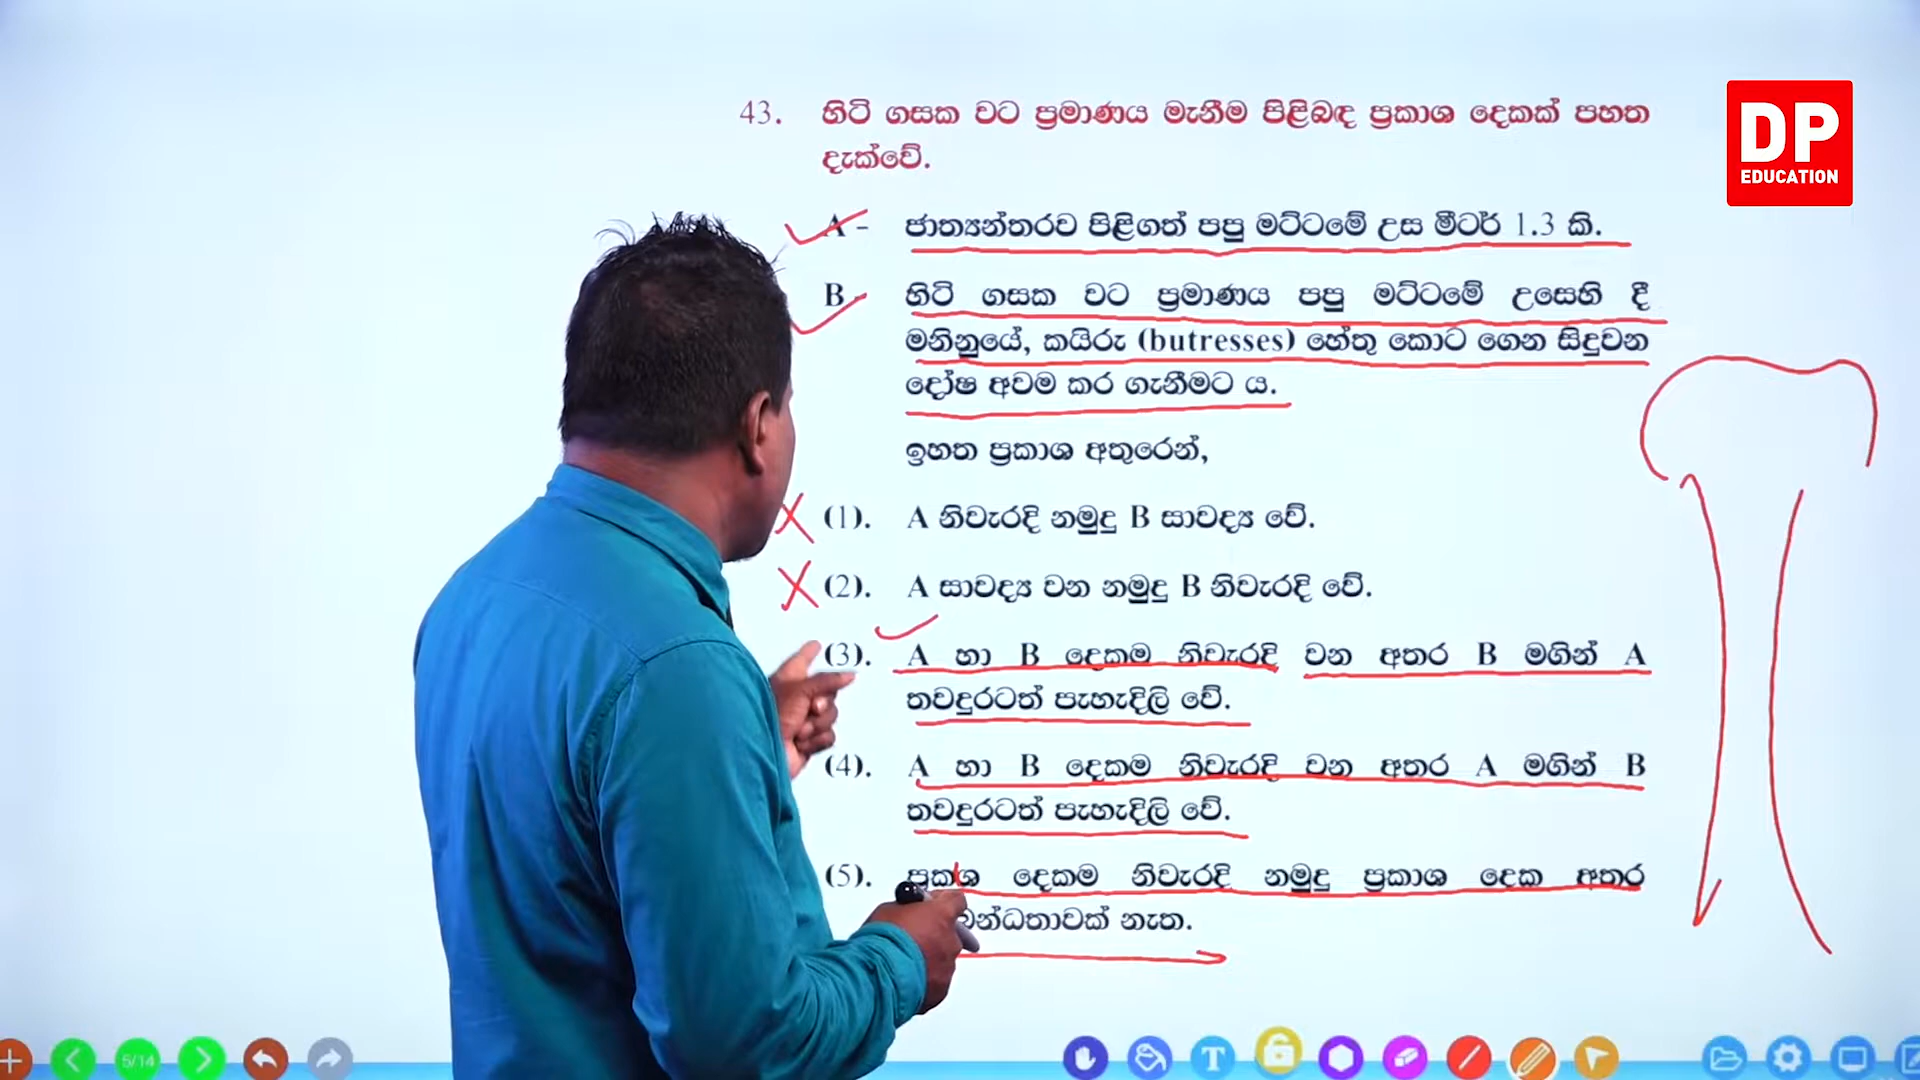 43. හිටි ගසක වට ප්‍රමාණය මැනීම පිළිබඳ ප්‍රකාශ දෙකක් පහත
දැක්වේ.
DP
EDUCATION
A - ජාත්‍යන්තරව පිළිගත් පපු මට්ටමේ උස මීටර් 1.3 කි.
B - හිටි ගසක වට ප්‍රමාණය පපු මට්ටමේ උසෙහි දී
මනිනුයේ, කයිරු (butresses) හේතු කොට ගෙන සිදුවන
දෝෂ අවම කර ගැනීමට ය.
ඉහත ප්‍රකාශ අතුරෙන්,
(1). A නිවැරදි නමුදු B සාවද්‍ය වේ.
(2). A සාවද්‍ය වන නමුදු B නිවැරදි වේ.
(3). A හා B දෙකම නිවැරදි වන අතර B මගින් A
තවදුරටත් පැහැදිලි වේ.
(4). A හා B දෙකම නිවැරදි වන අතර A මගින් B
තවදුරටත් පැහැදිලි වේ.
(5). ප්‍රකාශ දෙකම නිවැරදි නමුදු ප්‍රකාශ දෙක අතර
නැත.
5/14